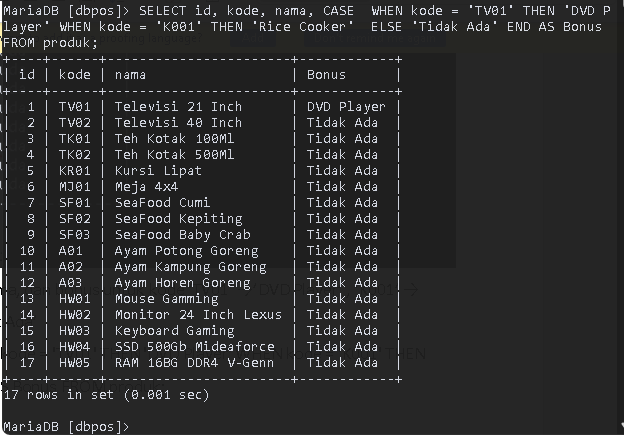 MariaDB [dbpos]> SELECT id, kode, nama, CASE  WHEN kode = 'TV01' THEN 'DVD P
layer' WHEN kode = 'K001' THEN 'Rice Cooker'  ELSE 'Tidak Ada' END AS Bonus
FROM produk;
+----+------+------------------------+------------+
| id | kode | nama                   | Bonus      |
+----+------+------------------------+------------+
|  1 | TV01 | Televisi 21 Inch       | DVD Player |
|  2 | TV02 | Televisi 40 Inch       | Tidak Ada  |
|  3 | TK01 | Teh Kotak 100Ml        | Tidak Ada  |
|  4 | TK02 | Teh Kotak 500Ml        | Tidak Ada  |
|  5 | KR01 | Kursi Lipat            | Tidak Ada  |
|  6 | MJ01 | Meja 4x4               | Tidak Ada  |
|  7 | SF01 | SeaFood Cumi           | Tidak Ada  |
|  8 | SF02 | SeaFood Kepiting       | Tidak Ada  |
|  9 | SF03 | SeaFood Baby Crab      | Tidak Ada  |
| 10 | A01  | Ayam Potong Goreng     | Tidak Ada  |
| 11 | A02  | Ayam Kampung Goreng    | Tidak Ada  |
| 12 | A03  | Ayam Horen Goreng      | Tidak Ada  |
| 13 | HW01 | Mouse Gamming          | Tidak Ada  |
| 14 | HW02 | Monitor 24 Inch Lexus  | Tidak Ada  |
| 15 | HW03 | Keyboard Gaming        | Tidak Ada  |
| 16 | HW04 | SSD 500Gb Mideaforce   | Tidak Ada  |
| 17 | HW05 | RAM 16BG DDR4 V-Genn   | Tidak Ada  |
+----+------+------------------------+------------+
17 rows in set (0.001 sec)
MariaDB [dbpos]>